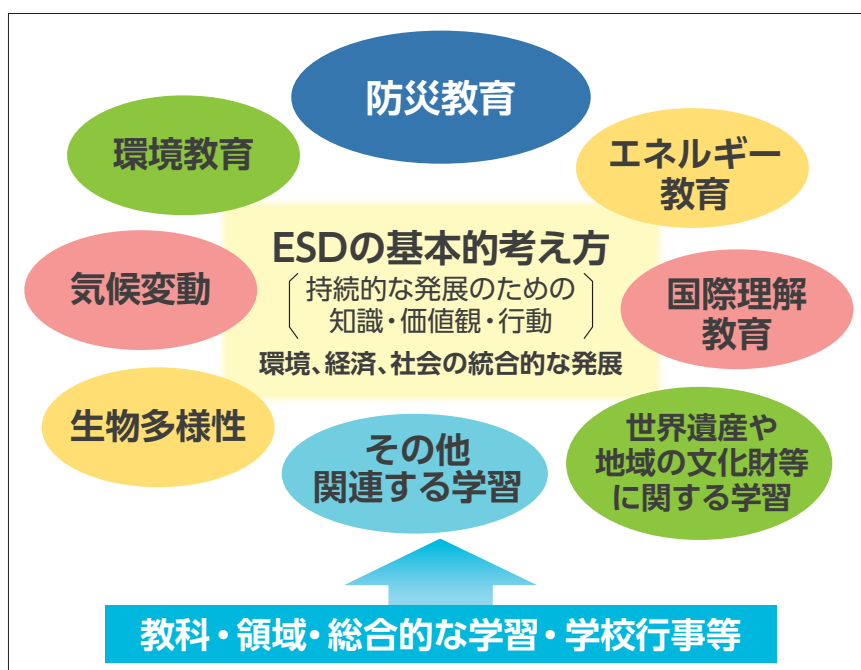 防災教育
環境教育
エネルギー
教育
ESDの基本的考え方
持続的な発展のための
知識・価値観・行動
環境、経済、社会の統合的な発展
気候変動
国際理解
教育
生物多様性
その他
関連する学習
世界遺産や
地域の文化財等
に関する学習
教科・領域・総合的な学習・学校行事等